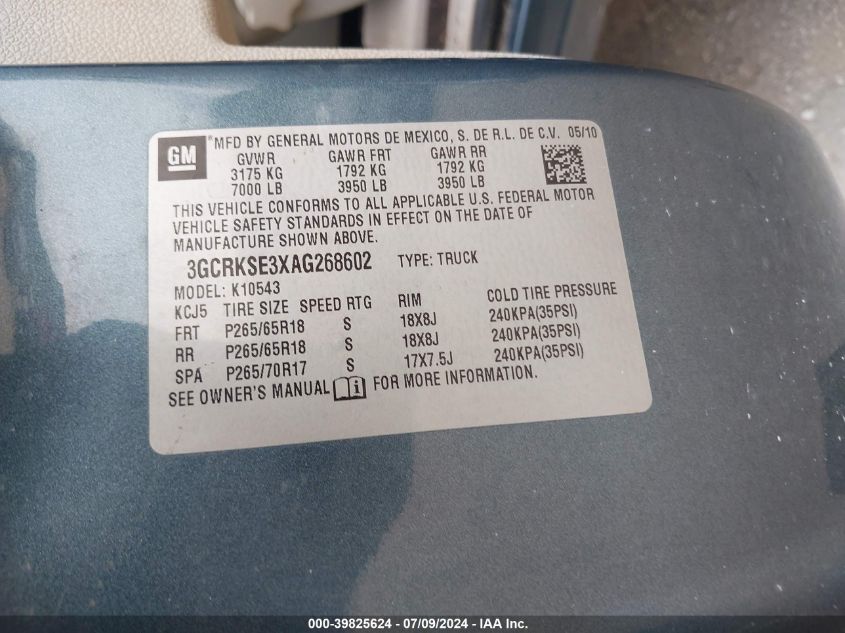 GM ®MFD BY GENERAL MOTORS DE MEXICO, S. DE R.L. DE C.V. 05/10
GVWR GAWR FRT GAWR RR
3175 KG 1792 KG 1792 KG
7000 LB 3950 LB 3950 LB
THIS VEHICLE CONFORMS TO ALL APPLICABLE U.S. FEDERAL MOTOR
VEHICLE SAFETY STANDARDS IN EFFECT ON THE DATE OF
MANUFACTURE SHOWN ABOVE.
3GCRKSE3XAG268602 TYPE: TRUCK
MODEL: K10543
KCJ5 TIRE SIZE SPEED RTG RIM COLD TIRE PRESSURE
FRT P265/65R18 S 18X8J 240KPA(35PSI)
RR P265/65R18 S 18X8J 240KPA(35PSI)
SPA P265/70R17 S 17X7.5J 240KPA(35PSI)
SEE OWNER'S MANUAL FOR MORE INFORMATION.
000-39825624 / 07/09/2024 - IAA Inc.